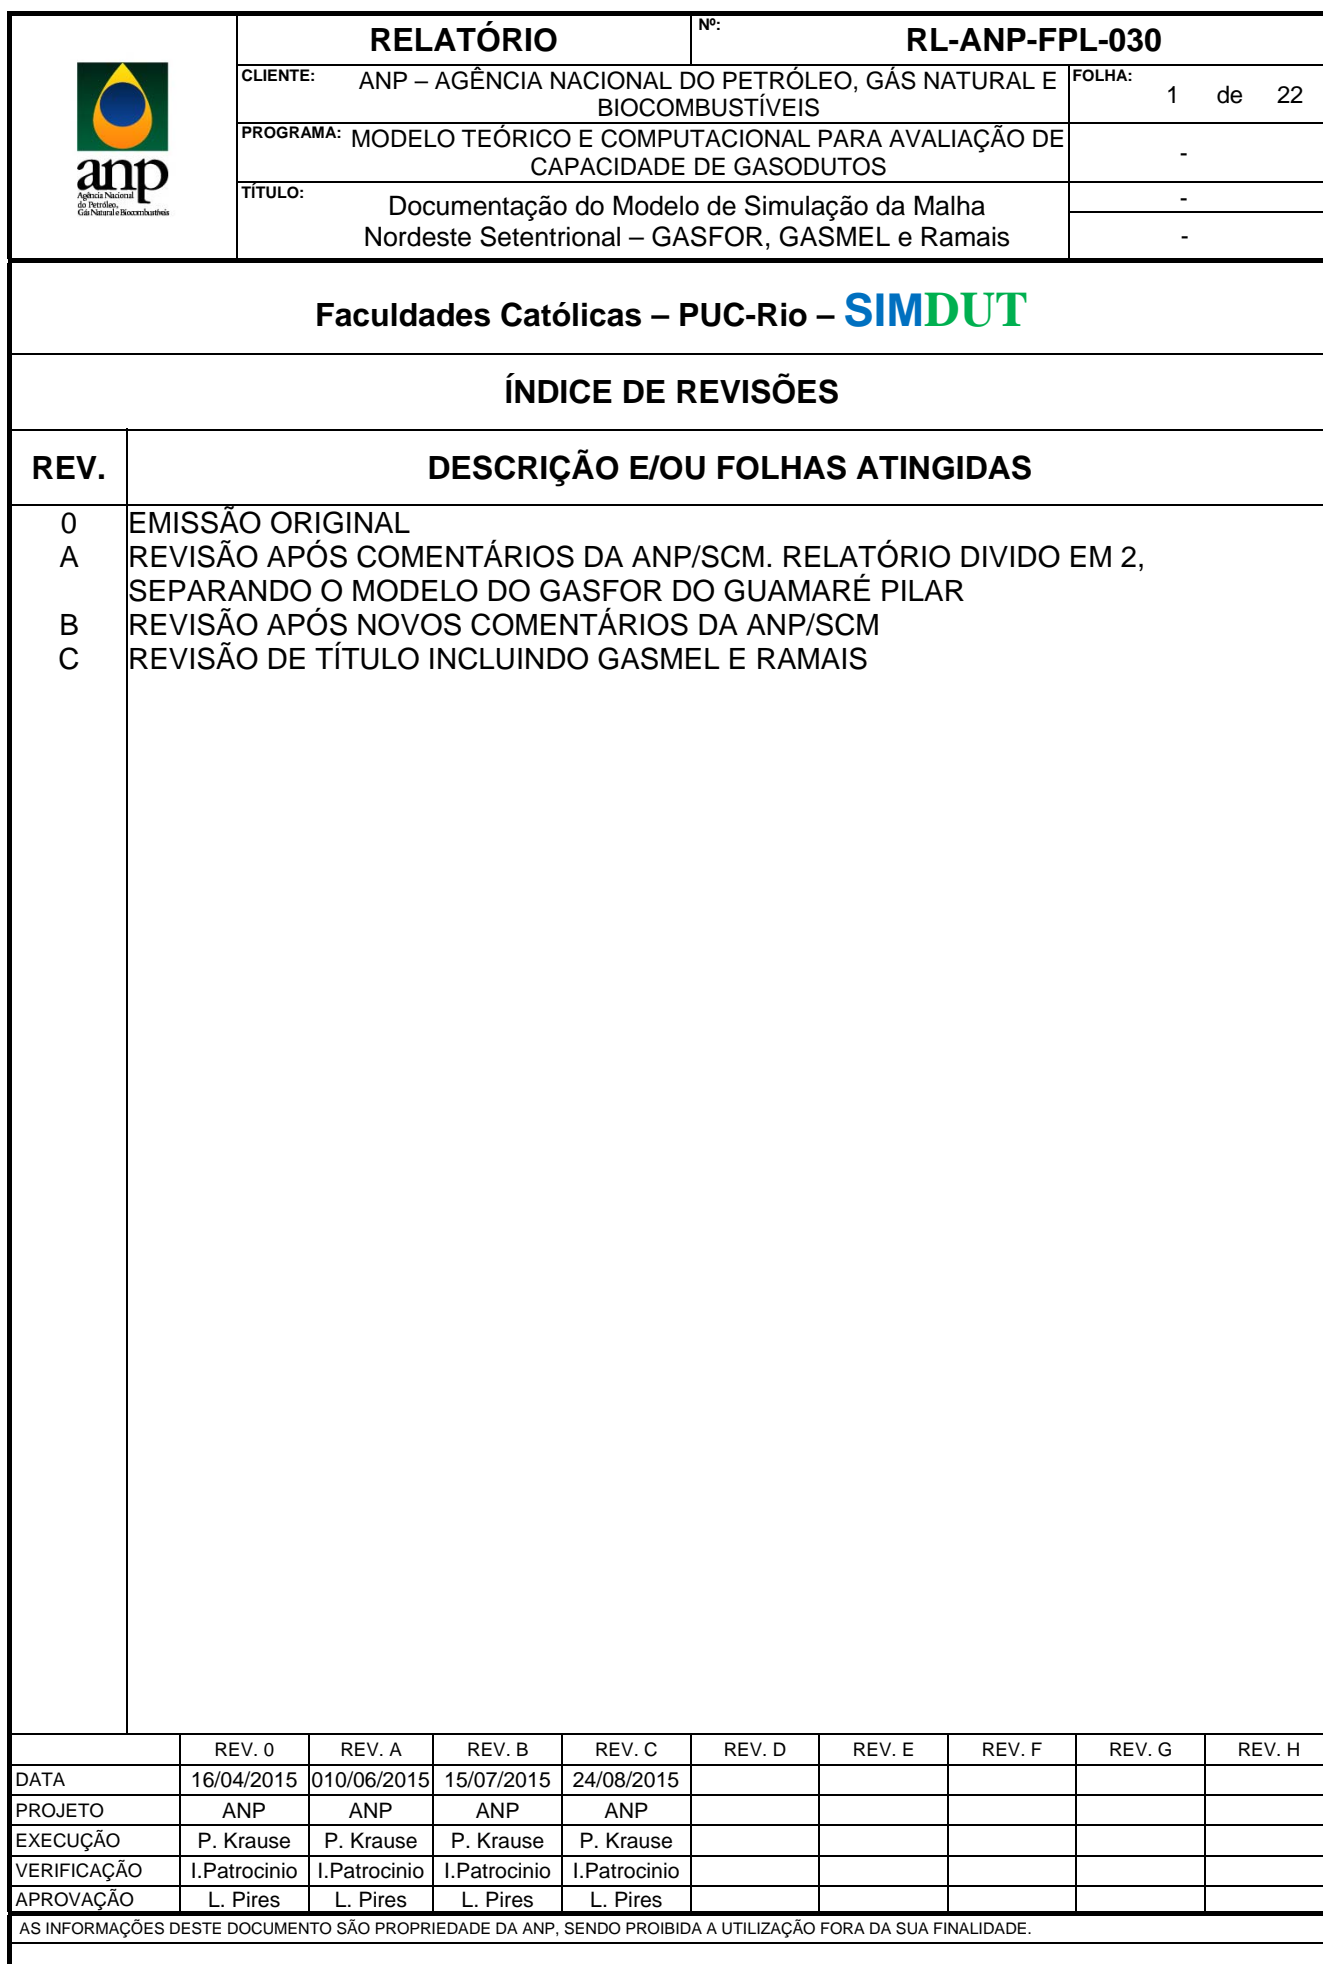 RELATÓRIO
Nº:
RL-ANP-FPL-030
CLIENTE:
ANP – AGÊNCIA NACIONAL DO PETRÓLEO, GÁS NATURAL E
BIOCOMBUSTÍVEIS
FOLHA:
1 de 22
PROGRAMA:
MODELO TEÓRICO E COMPUTACIONAL PARA AVALIAÇÃO DE
CAPACIDADE DE GASODUTOS
-
TÍTULO:
Documentação do Modelo de Simulação da Malha
Nordeste Setentrional – GASFOR, GASMEL e Ramais
-
-
anp
Agência Nacional
do Petróleo,
Gás Natural e Biocombustíveis
Faculdades Católicas – PUC-Rio – SIMDUT
ÍNDICE DE REVISÕES
REV. DESCRIÇÃO E/OU FOLHAS ATINGIDAS
0 EMISSÃO ORIGINAL
A REVISÃO APÓS COMENTÁRIOS DA ANP/SCM. RELATÓRIO DIVIDO EM 2,
SEPARANDO O MODELO DO GASFOR DO GUAMARÉ PILAR
B REVISÃO APÓS NOVOS COMENTÁRIOS DA ANP/SCM
C REVISÃO DE TÍTULO INCLUINDO GASMEL E RAMAIS
REV. 0 REV. A REV. B REV. C REV. D REV. E REV. F REV. G REV. H
DATA 16/04/2015 010/06/2015 15/07/2015 24/08/2015
PROJETO ANP ANP ANP ANP
EXECUÇÃO P. Krause P. Krause P. Krause P. Krause
VERIFICAÇÃO I.Patrocinio I.Patrocinio I.Patrocinio I.Patrocinio
APROVAÇÃO L. Pires L. Pires L. Pires L. Pires
AS INFORMAÇÕES DESTE DOCUMENTO SÃO PROPRIEDADE DA ANP, SENDO PROIBIDA A UTILIZAÇÃO FORA DA SUA FINALIDADE.